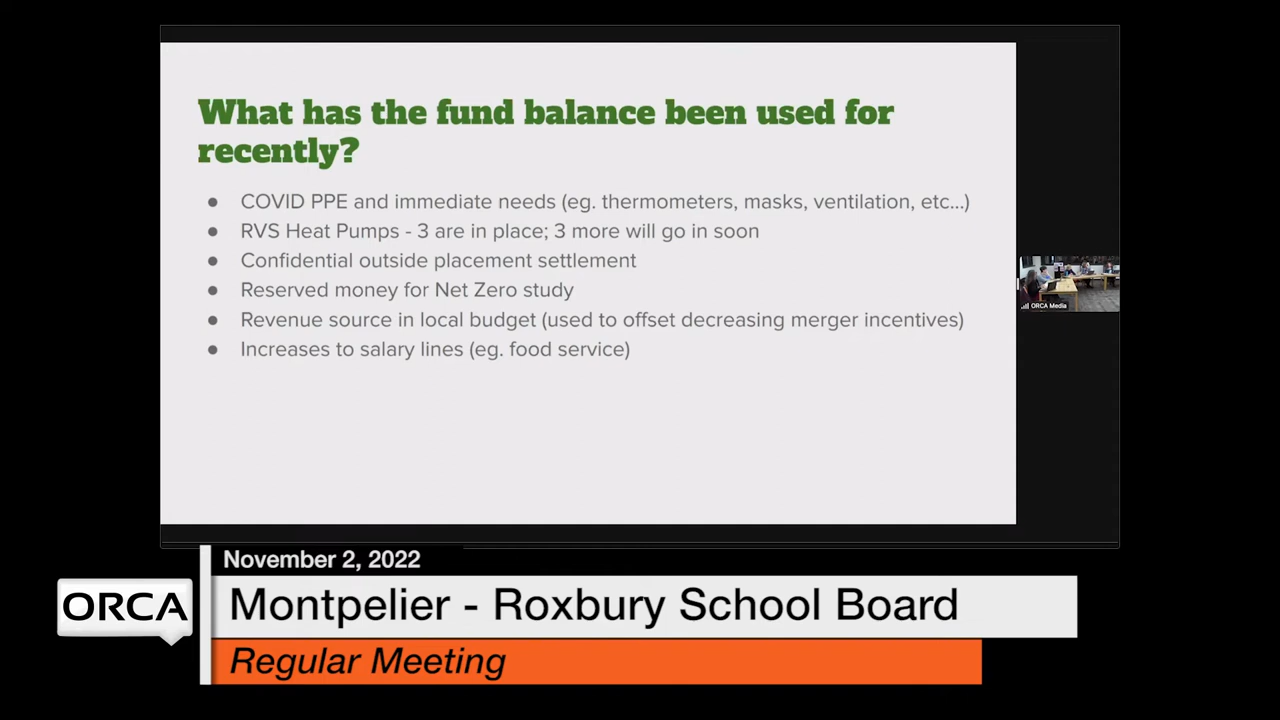 What has the fund balance been used for
recently?
● COVID PPE and immediate needs (eg. thermometers, masks, ventilation, etc...)
● RVS Heat Pumps - 3 are in place; 3 more will go in soon
● Confidential outside placement settlement
● Reserved money for Net Zero study
● Revenue source in local budget (used to offset decreasing merger incentives)
● Increases to salary lines (eg. food service)
ORCA Media
November 2, 2022
ORCA
Montpelier - Roxbury School Board
Regular Meeting